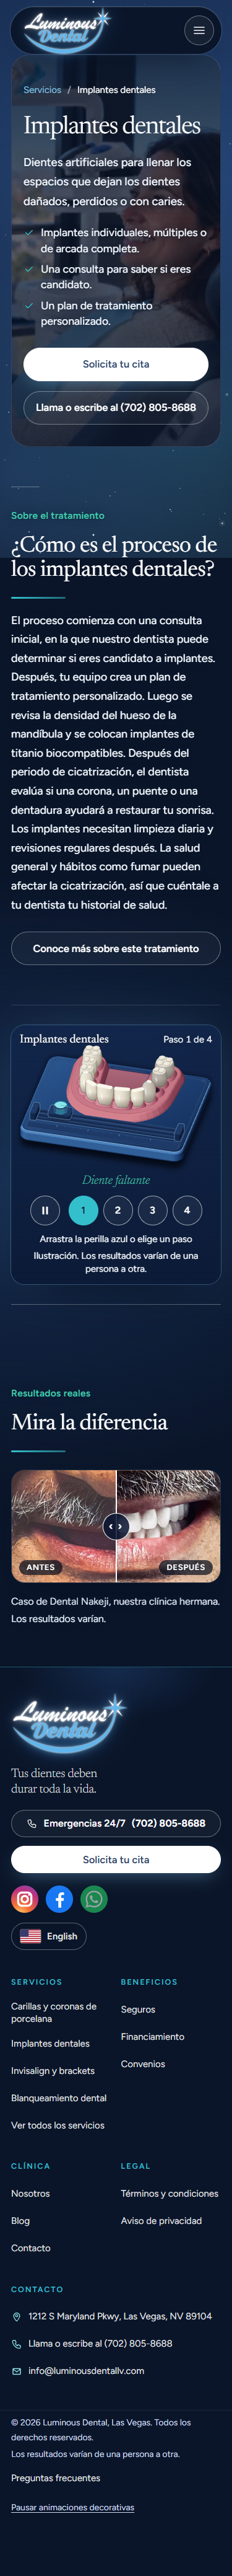 Luminous
Dental
Servicios / Implantes dentales
Implantes dentales
Dientes artificiales para llenar los
espacios que dejan los dientes
dañados, perdidos o con caries.
Implantes individuales, múltiples o
de arcada completa.
Una consulta para saber si eres
candidato.
Un plan de tratamiento
personalizado.
Solicita tu cita
Llama o escribe al (702) 805-8688
Sobre el tratamiento
¿Cómo es el proceso de
los implantes dentales?
El proceso comienza con una consulta
inicial, en la que nuestro dentista puede
determinar si eres candidato a implantes.
Después, tu equipo crea un plan de
tratamiento personalizado. Luego se
revisa la densidad del hueso de la
mandíbula y se colocan implantes de
titanio biocompatibles. Después del
periodo de cicatrización, el dentista
evalúa si una corona, un puente o una
dentadura ayudará a restaurar tu sonrisa.
Los implantes necesitan limpieza diaria y
revisiones regulares después. La salud
general y hábitos como fumar pueden
afectar la cicatrización, así que cuéntale a
tu dentista tu historial de salud.
Conoce más sobre este tratamiento
Implantes dentales Paso 1 de 4
Diente faltante
1 2 3 4
Arrastra la perilla azul o elige un paso
Ilustración. Los resultados varían de una
persona a otra.
Resultados reales
Mira la diferencia
ANTES DESPUÉS
Caso de Dental Nakeji, nuestra clínica hermana.
Los resultados varían.
Luminous
Dental
Tus dientes deben
durar toda la vida.
Emergencias 24/7 (702) 805-8688
Solicita tu cita
English
SERVICIOS
Carillas y coronas de
porcelana
Implantes dentales
Invisalign y brackets
Blanqueamiento dental
Ver todos los servicios
BENEFICIOS
Seguros
Financiamiento
Convenios
CLÍNICA
Nosotros
Blog
Contacto
LEGAL
Términos y condiciones
Aviso de privacidad
CONTACTO
1212 S Maryland Pkwy, Las Vegas, NV 89104
Llama o escribe al (702) 805-8688
info@luminousdentallv.com
© 2026 Luminous Dental, Las Vegas. Todos los
derechos reservados.
Los resultados varían de una persona a otra.
Preguntas frecuentes
Pausar animaciones decorativas